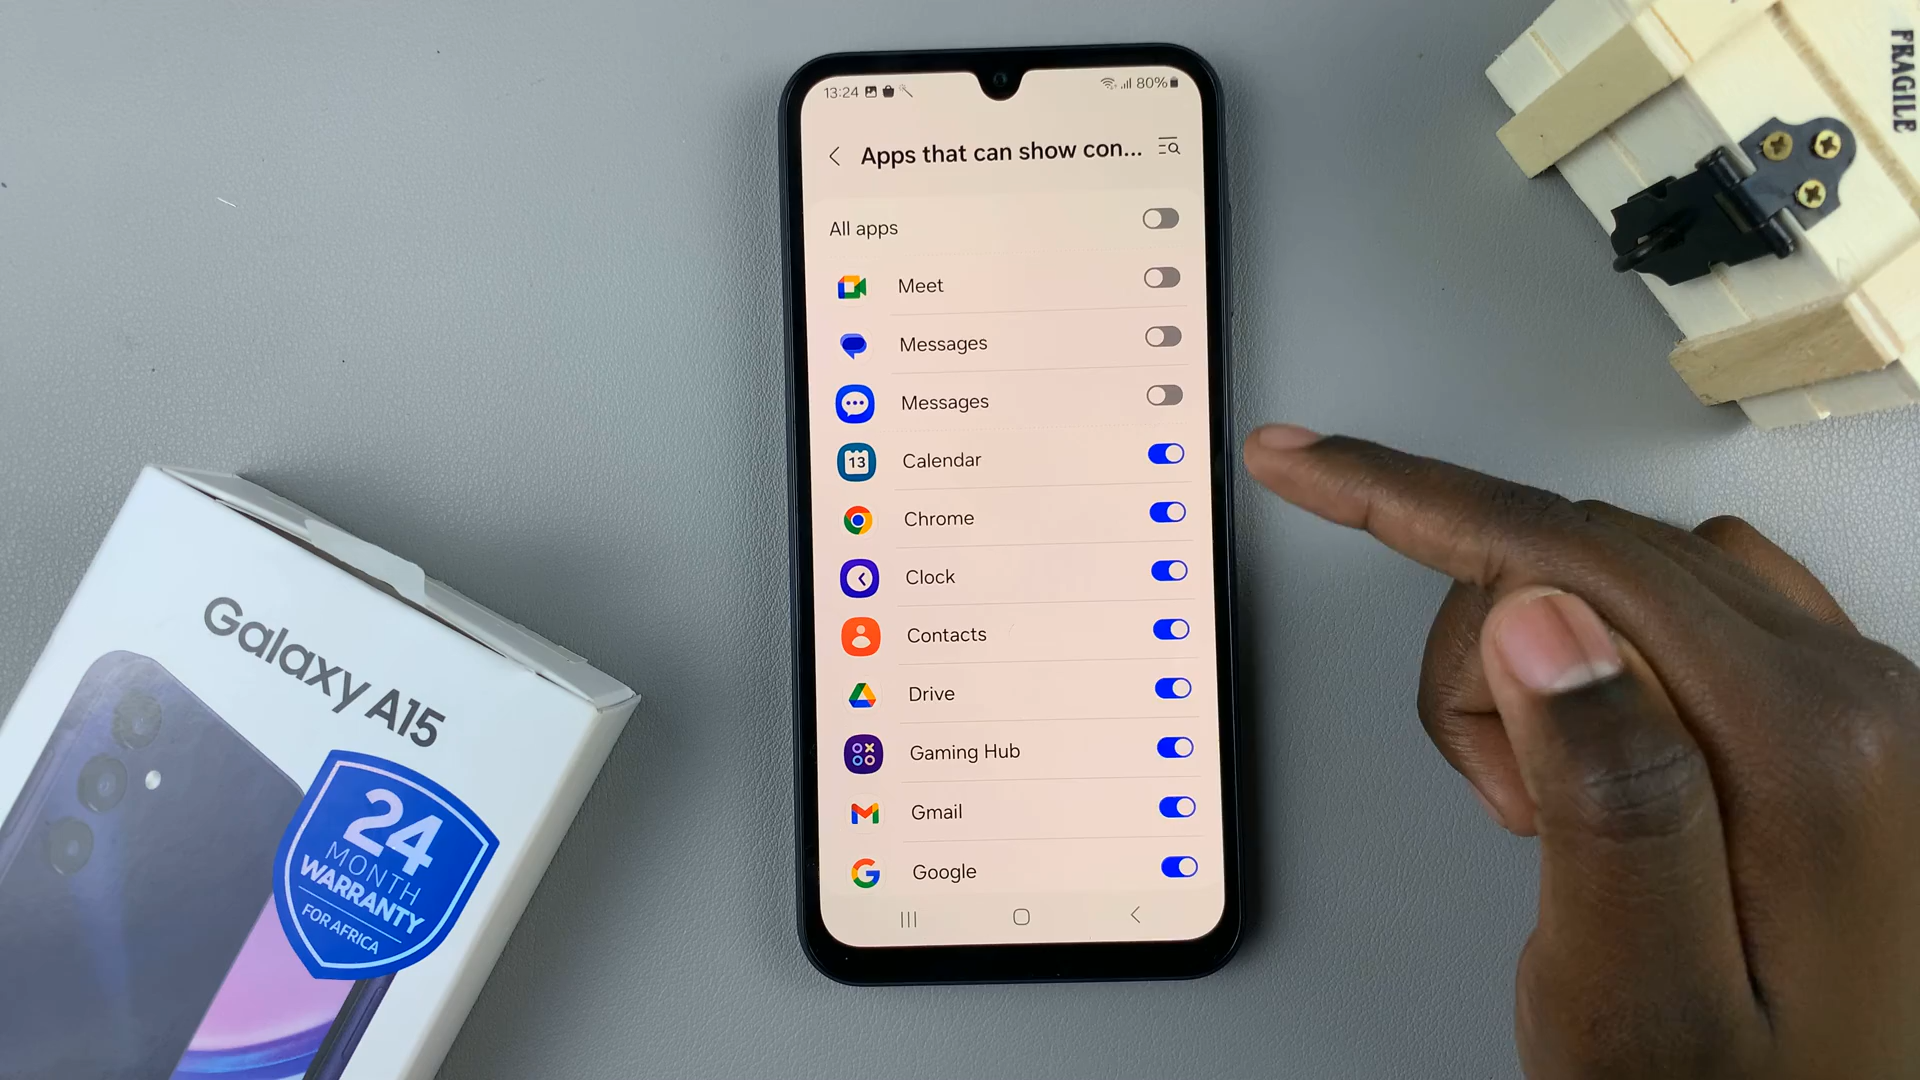 13:24
80%
Apps that can show con...
All apps
Meet
Messages
Messages
13
Calendar
Chrome
Clock
Contacts
Drive
Gaming Hub
Gmail
Google
Galaxy A15
24
MONTH
WARRANTY
FOR AFRICA
FRAGILE